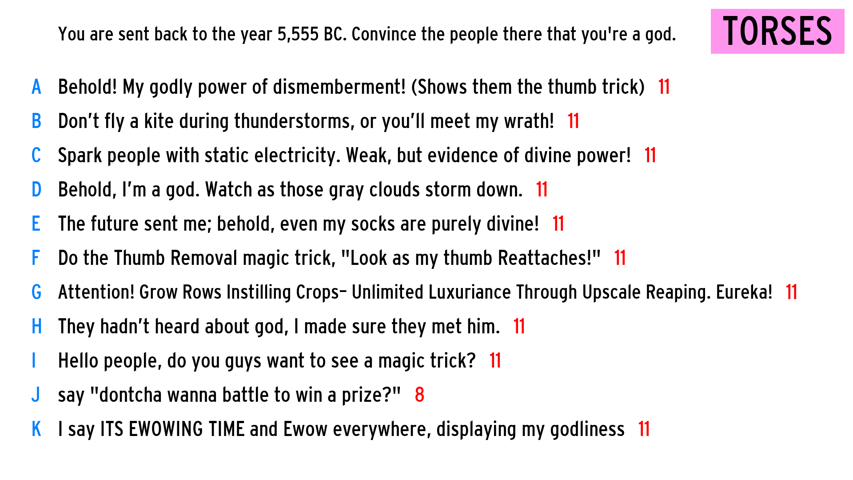 You are sent back to the year 5,555 BC. Convince the people there that you're a god.
TORSES
A Behold! My godly power of dismemberment! (Shows them the thumb trick) 11
B Don't fly a kite during thunderstorms, or you'll meet my wrath! 11
C Spark people with static electricity. Weak, but evidence of divine power! 11
D Behold, I'm a god. Watch as those gray clouds storm down. 11
E The future sent me; behold, even my socks are purely divine! 11
F Do the Thumb Removal magic trick, "Look as my thumb Reattaches!" 11
G Attention! Grow Rows Instilling Crops– Unlimited Luxuriance Through Upscale Reaping. Eureka! 11
H They hadn't heard about god, I made sure they met him. 11
I Hello people, do you guys want to see a magic trick? 11
J say "dontcha wanna battle to win a prize?" 8
K I say ITS EWOWING TIME and Ewow everywhere, displaying my godliness 11